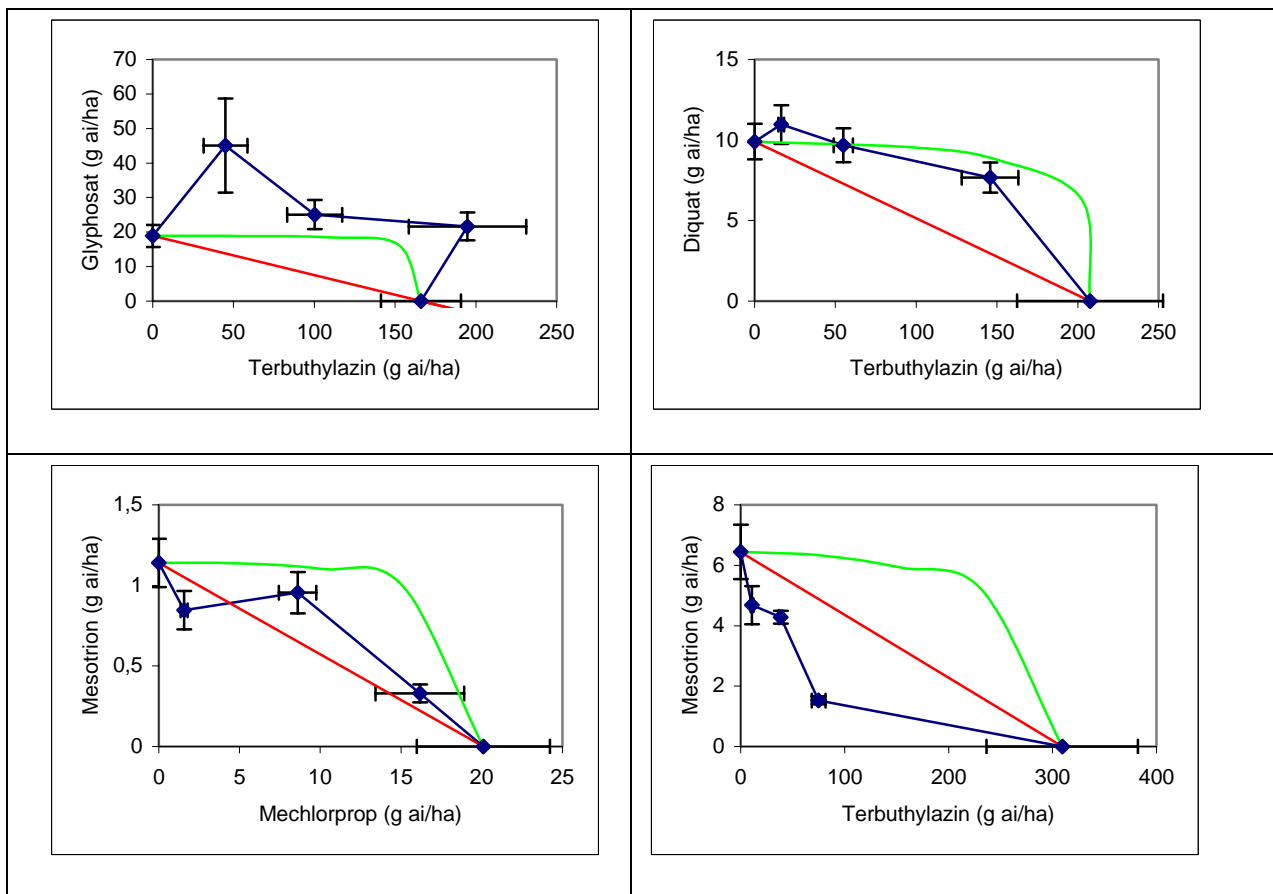 70
60
50
40
30
20
10
0
Glyphosat (g ai/ha)
0 50 100 150 200 250
Terbuthylazin (g ai/ha)
15
10
5
0
Diquat (g ai/ha)
0 50 100 150 200 250
Terbuthylazin (g ai/ha)
1,5
1
0,5
0
Mesotrion (g ai/ha)
0 5 10 15 20 25
Mechlorprop (g ai/ha)
8
6
4
2
0
Mesotrion (g ai/ha)
0 100 200 300 400
Terbuthylazin (g ai/ha)